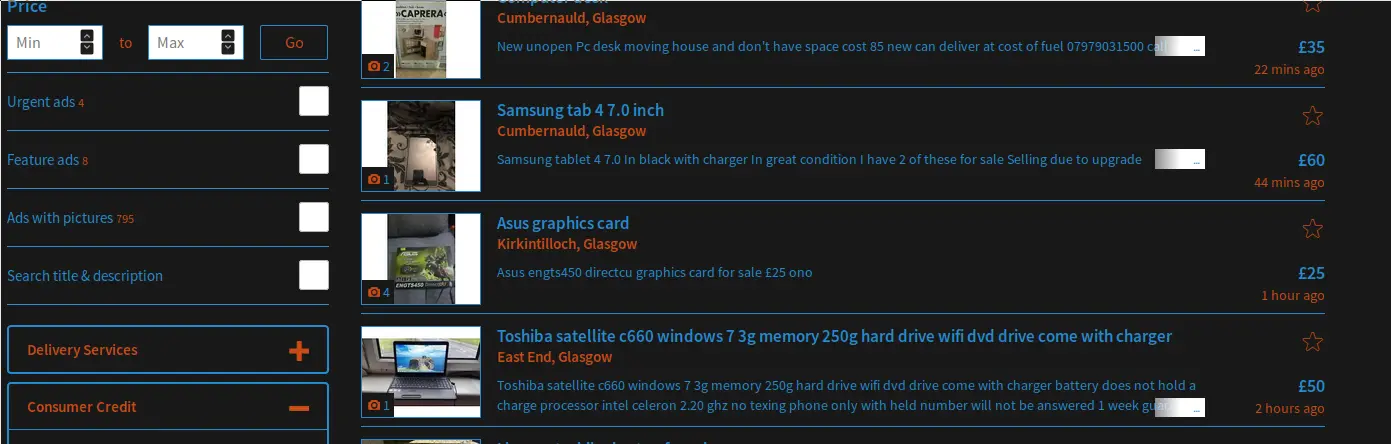 Price
Min
to
Max
Go
Urgent ads 4
Feature ads 8
Ads with pictures 795
Search title & description
Delivery Services
Consumer Credit
»CAPRERA«
2
Cumbernauld, Glasgow
New unopen Pc desk moving house and don't have space cost 85 new can deliver at cost of fuel 07979031500 call ...
£35
22 mins ago
1
Samsung tab 4 7.0 inch
Cumbernauld, Glasgow
Samsung tablet 4 7.0 In black with charger In great condition I have 2 of these for sale Selling due to upgrade ...
£60
44 mins ago
ASUS
ENGTS450
4
Asus graphics card
Kirkintilloch, Glasgow
Asus engts450 directcu graphics card for sale £25 ono
£25
1 hour ago
1
Toshiba satellite c660 windows 7 3g memory 250g hard drive wifi dvd drive come with charger
East End, Glasgow
Toshiba satellite c660 windows 7 3g memory 250g hard drive wifi dvd drive come with charger battery does not hold a
charge processor intel celeron 2.20 ghz no texing phone only with held number will not be answered 1 week ...
£50
2 hours ago